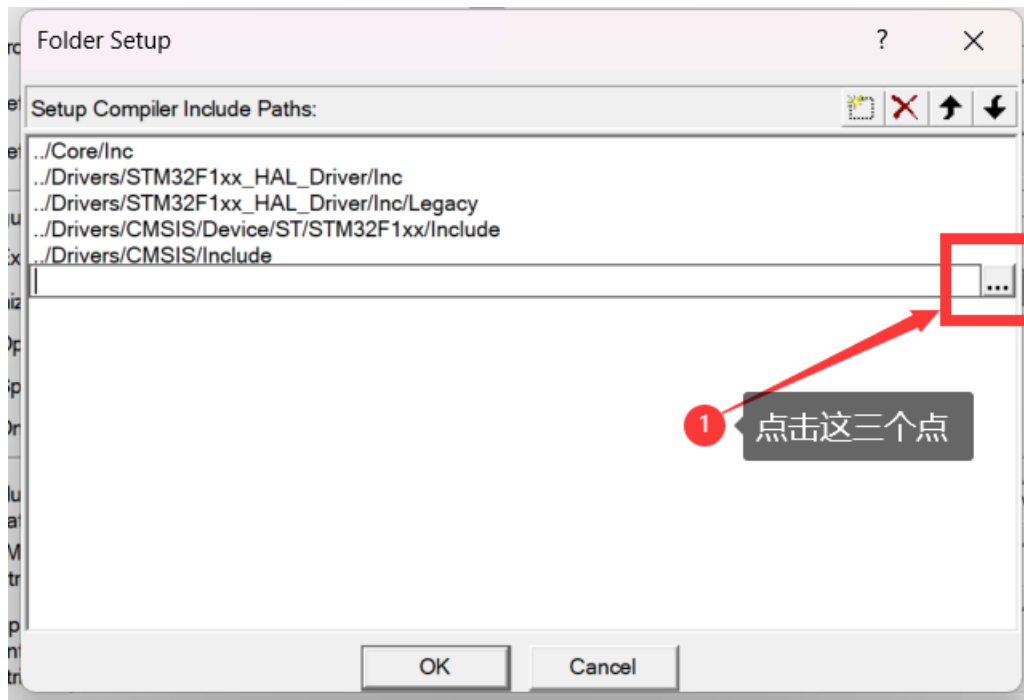 Folder Setup
?
Setup Compiler Include Paths:
../Core/Inc
../Drivers/STM32F1xx_HAL_Driver/Inc
../Drivers/STM32F1xx_HAL_Driver/Inc/Legacy
../Drivers/CMSIS/Device/ST/STM32F1xx/Include
../Drivers/CMSIS/Include
...
1
点击这三个点
OK
Cancel